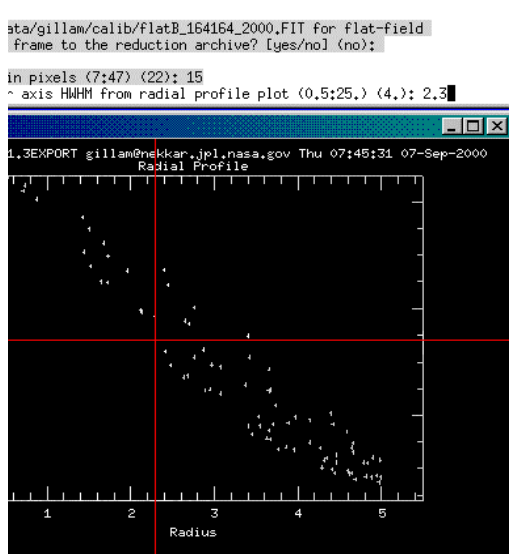 ata/gillam/calib/flatB_164164_2000.FIT for flat-field
frame to the reduction archive? [yes/no] (no):
in pixels (7:47) (22): 15
r axis HWHM from radial profile plot (0.5:25.) (4.): 2.3
1.3EXPORT gillam@nekkar.jpl.nasa.gov Thu 07:45:31 07-Sep-2000
Radial Profile
1 2 3 4 5
Radius